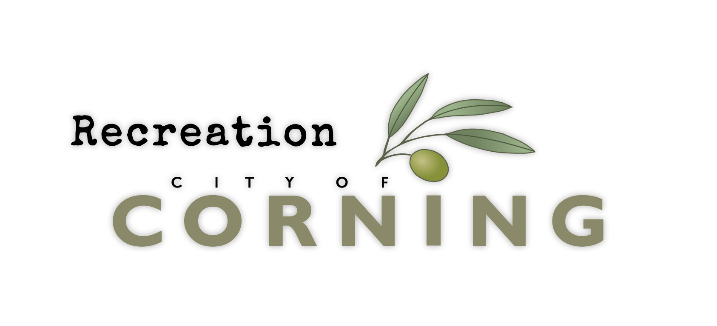 Recreation
CITY OF
CORNING